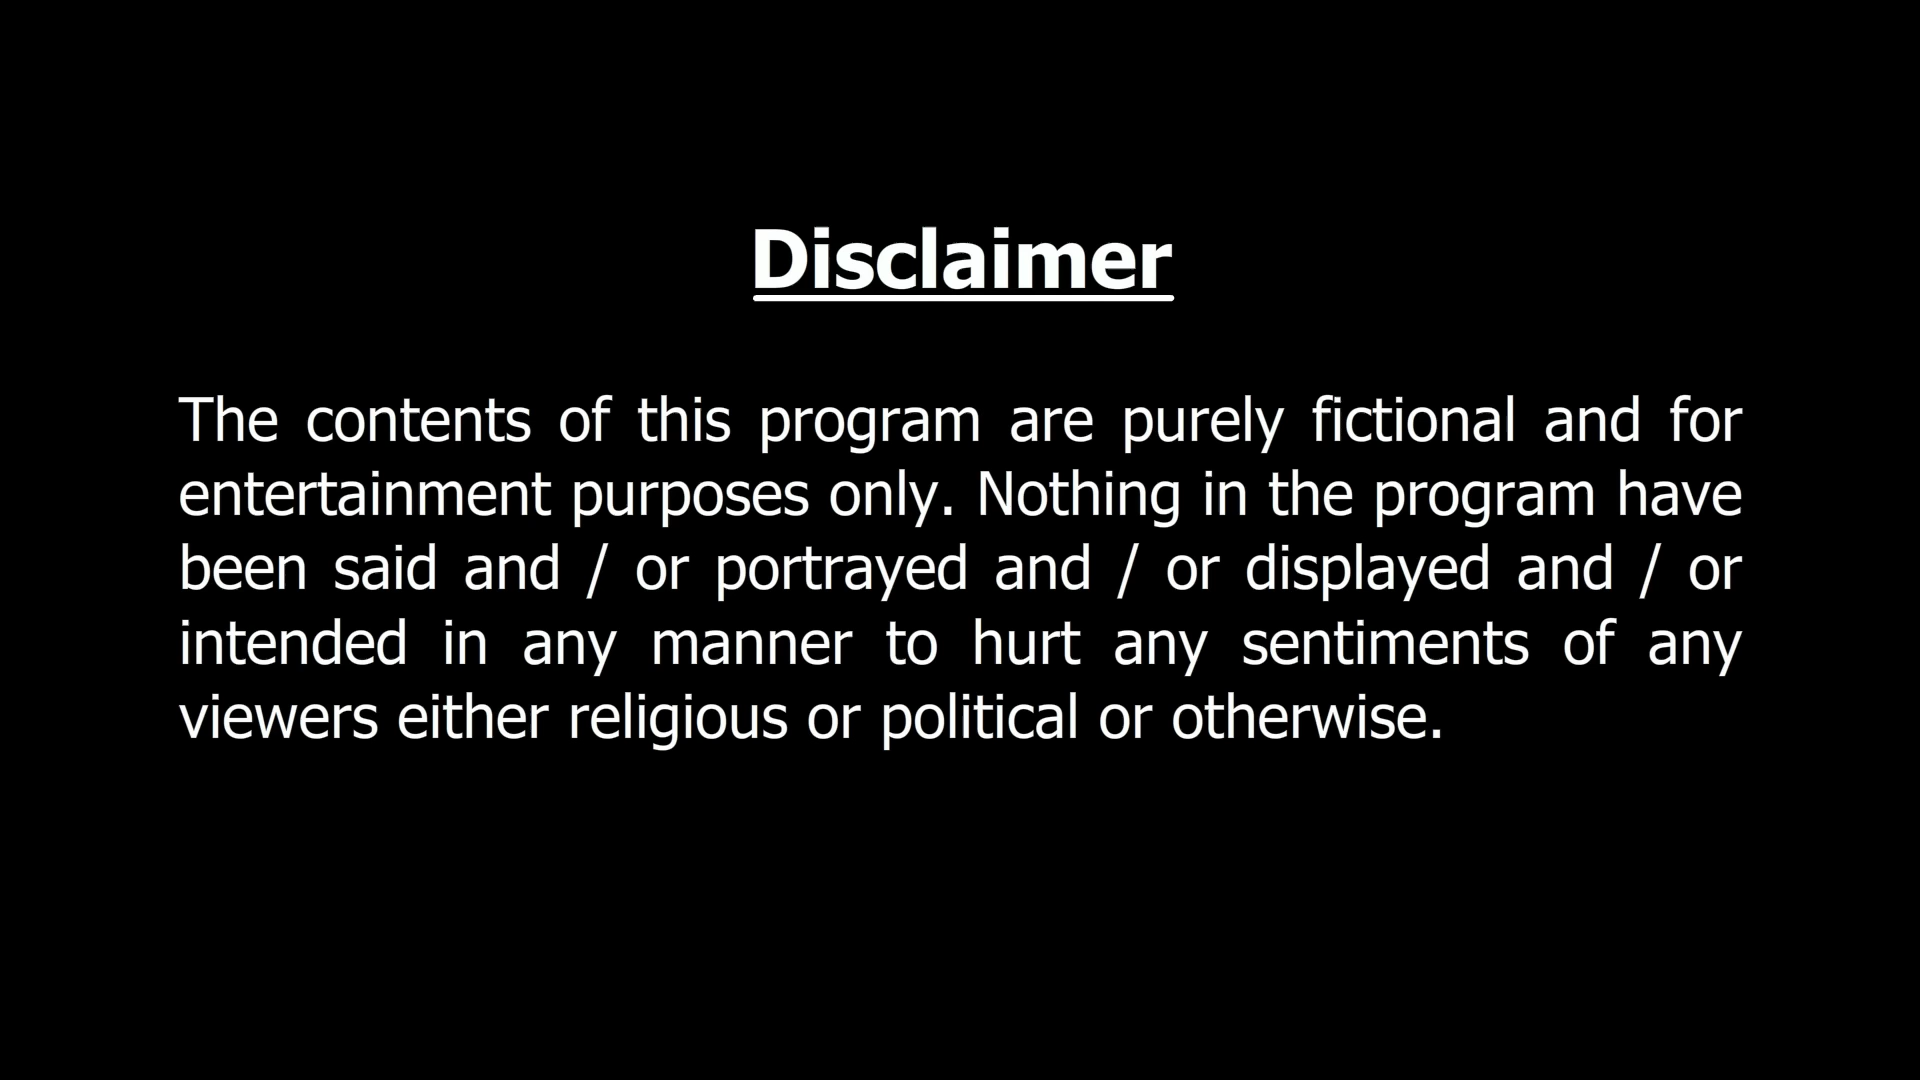 Disclaimer
The contents of this program are purely fictional and for
entertainment purposes only. Nothing in the program have
been said and / or portrayed and / or displayed and / or
intended in any manner to hurt any sentiments of any
viewers either religious or political or otherwise.